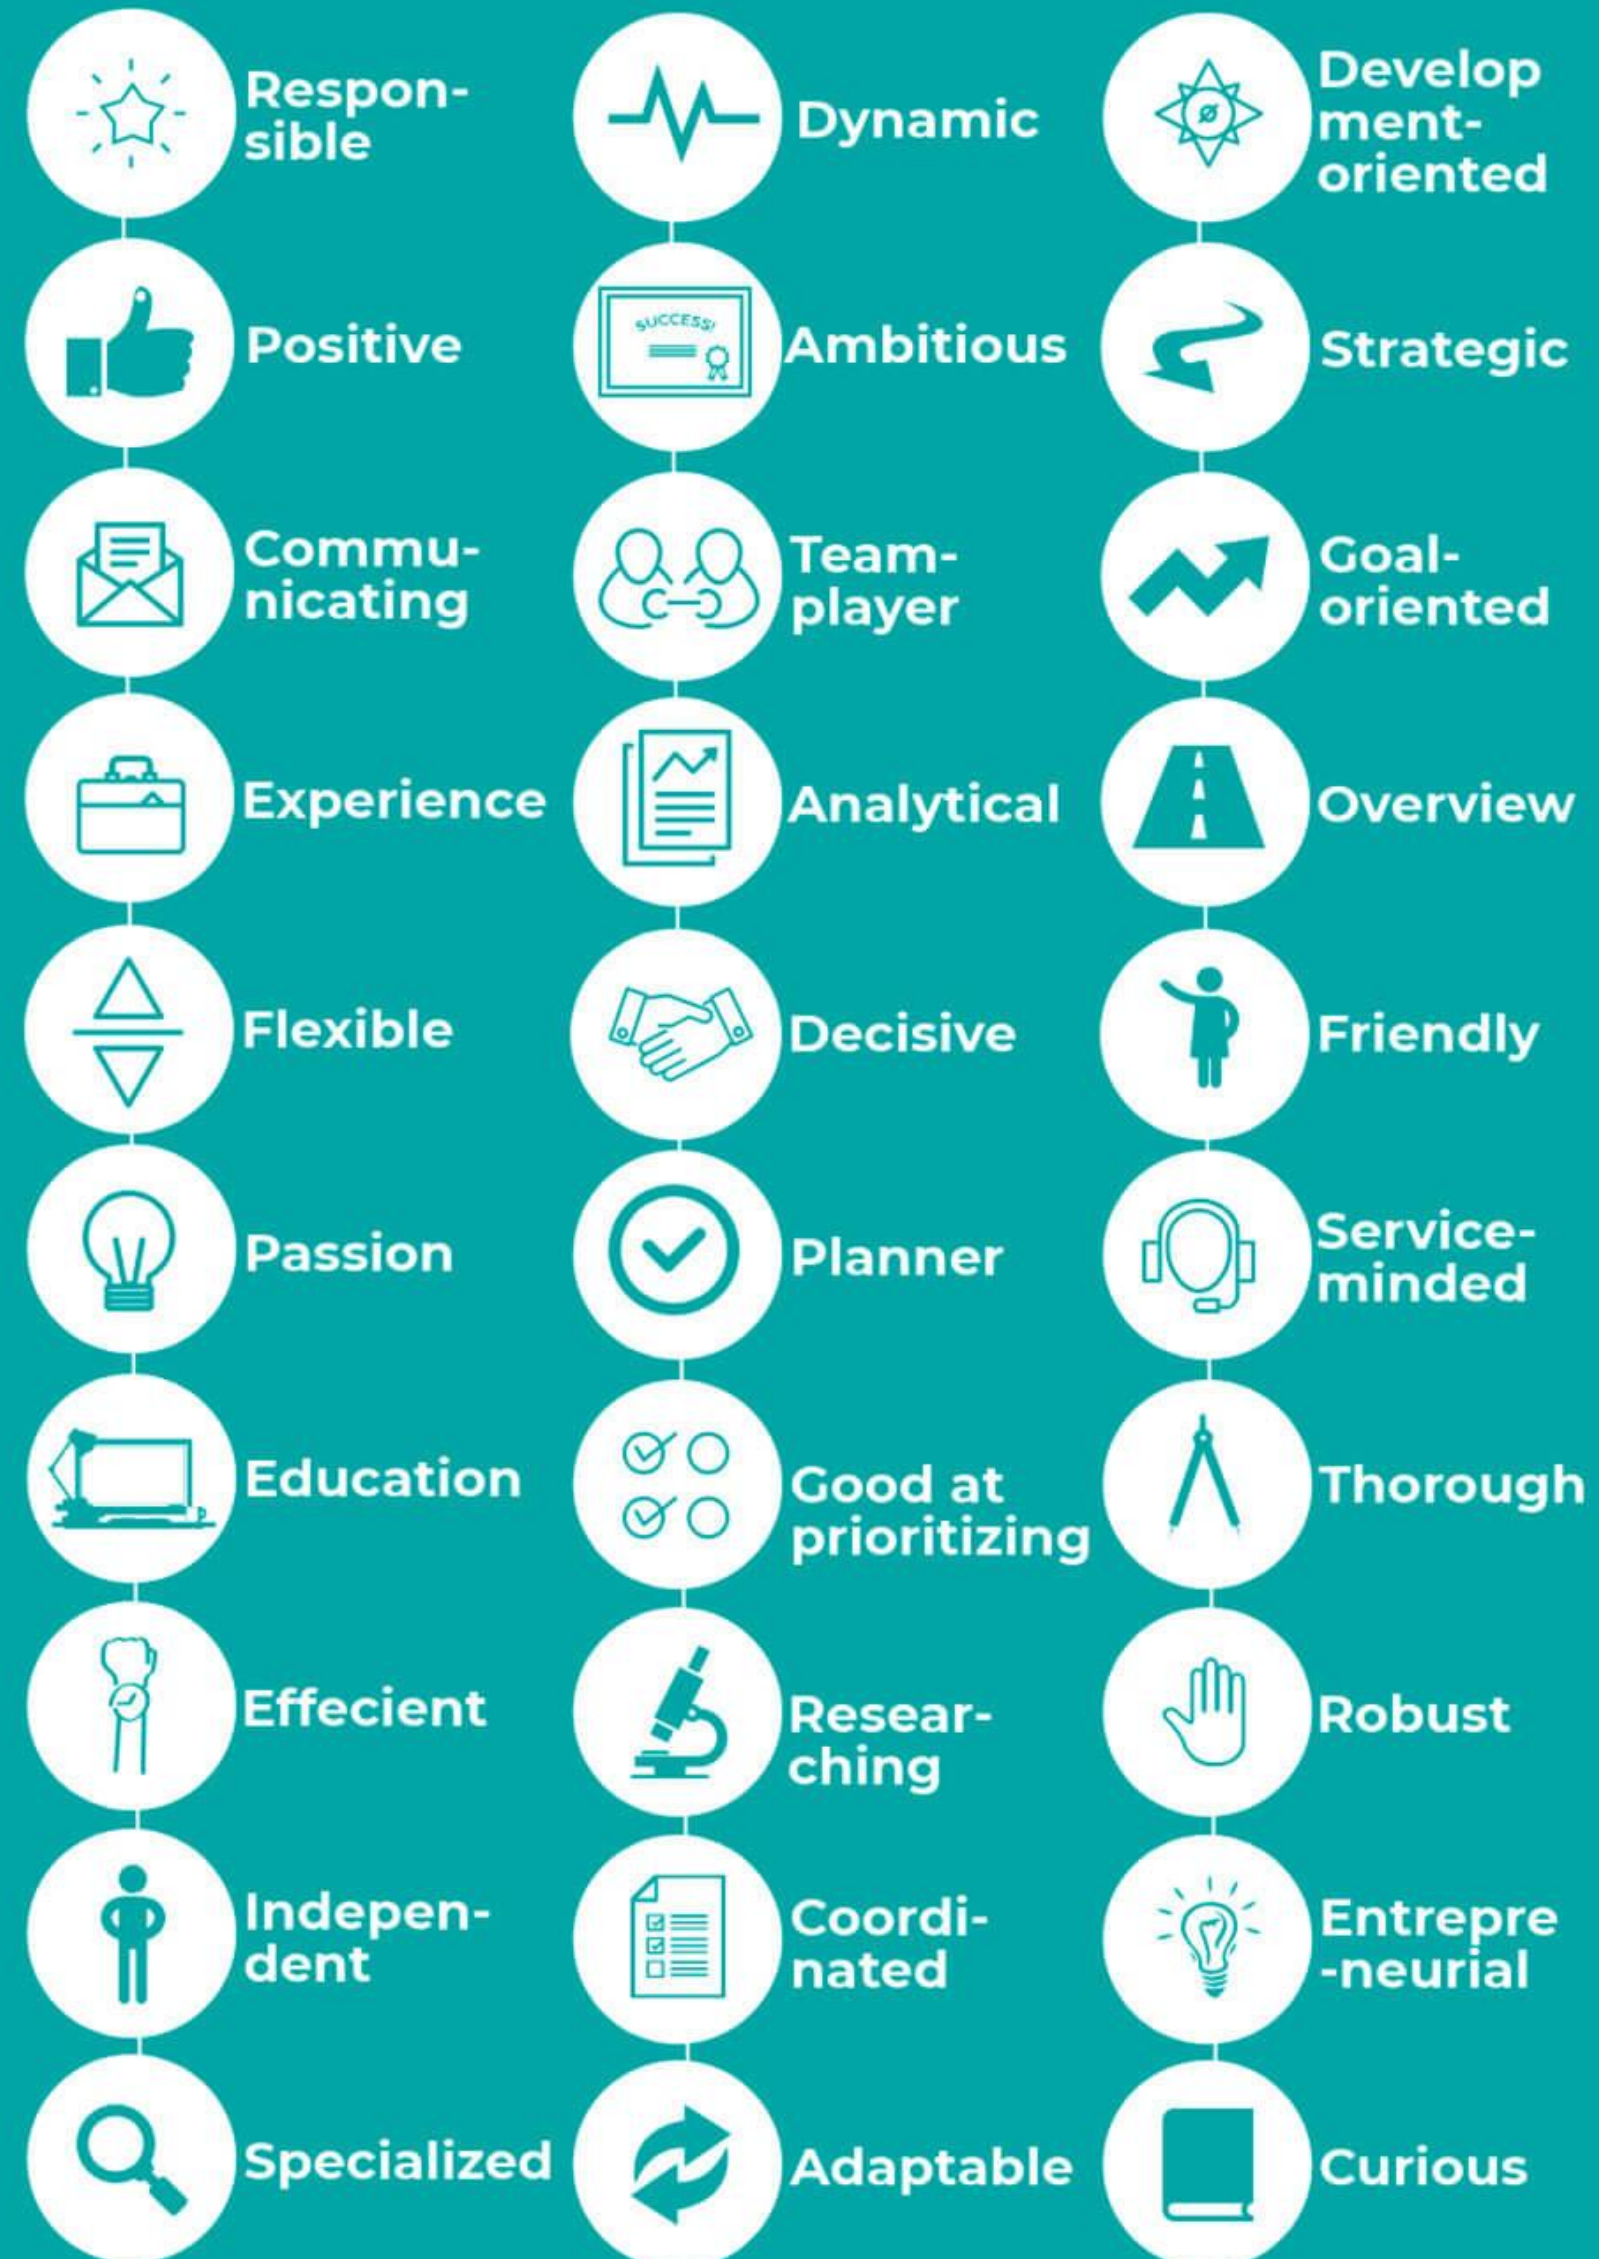 Respon-
sible
Positive
Commu-
nicating
Experience
Flexible
Passion
Education
Effecient
Indepen-
dent
Specialized
Dynamic
SUCCESS!
Ambitious
Team-
player
Analytical
Decisive
Planner
Good at
prioritizing
Resear-
ching
Coordi-
nated
Adaptable
Develop
ment-
oriented
Strategic
Goal-
oriented
Overview
Friendly
Service-
minded
Thorough
Robust
Entrepre
-neurial
Curious